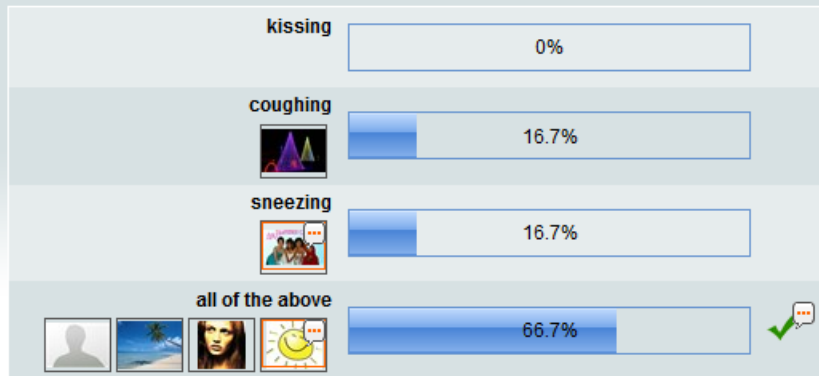 kissing
0%
coughing
16.7%
sneezing
16.7%
all of the above
66.7%